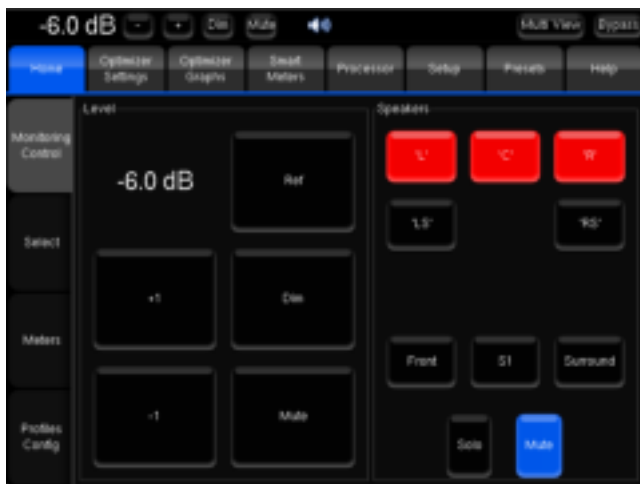 -6.0 dB - + Dim Mute Multi View Bypass
Home Optimizer Settings Optimizer Graphs Smart Meters Processor Setup Presets Help
Monitoring Control
Select
Meters
Profiles Config
Level
-6.0 dB Ref
+1 Dim
-1 Mute
Speakers
'L' 'C' 'R'
'LS' 'RS'
Front S1 Surround
Solo Mute